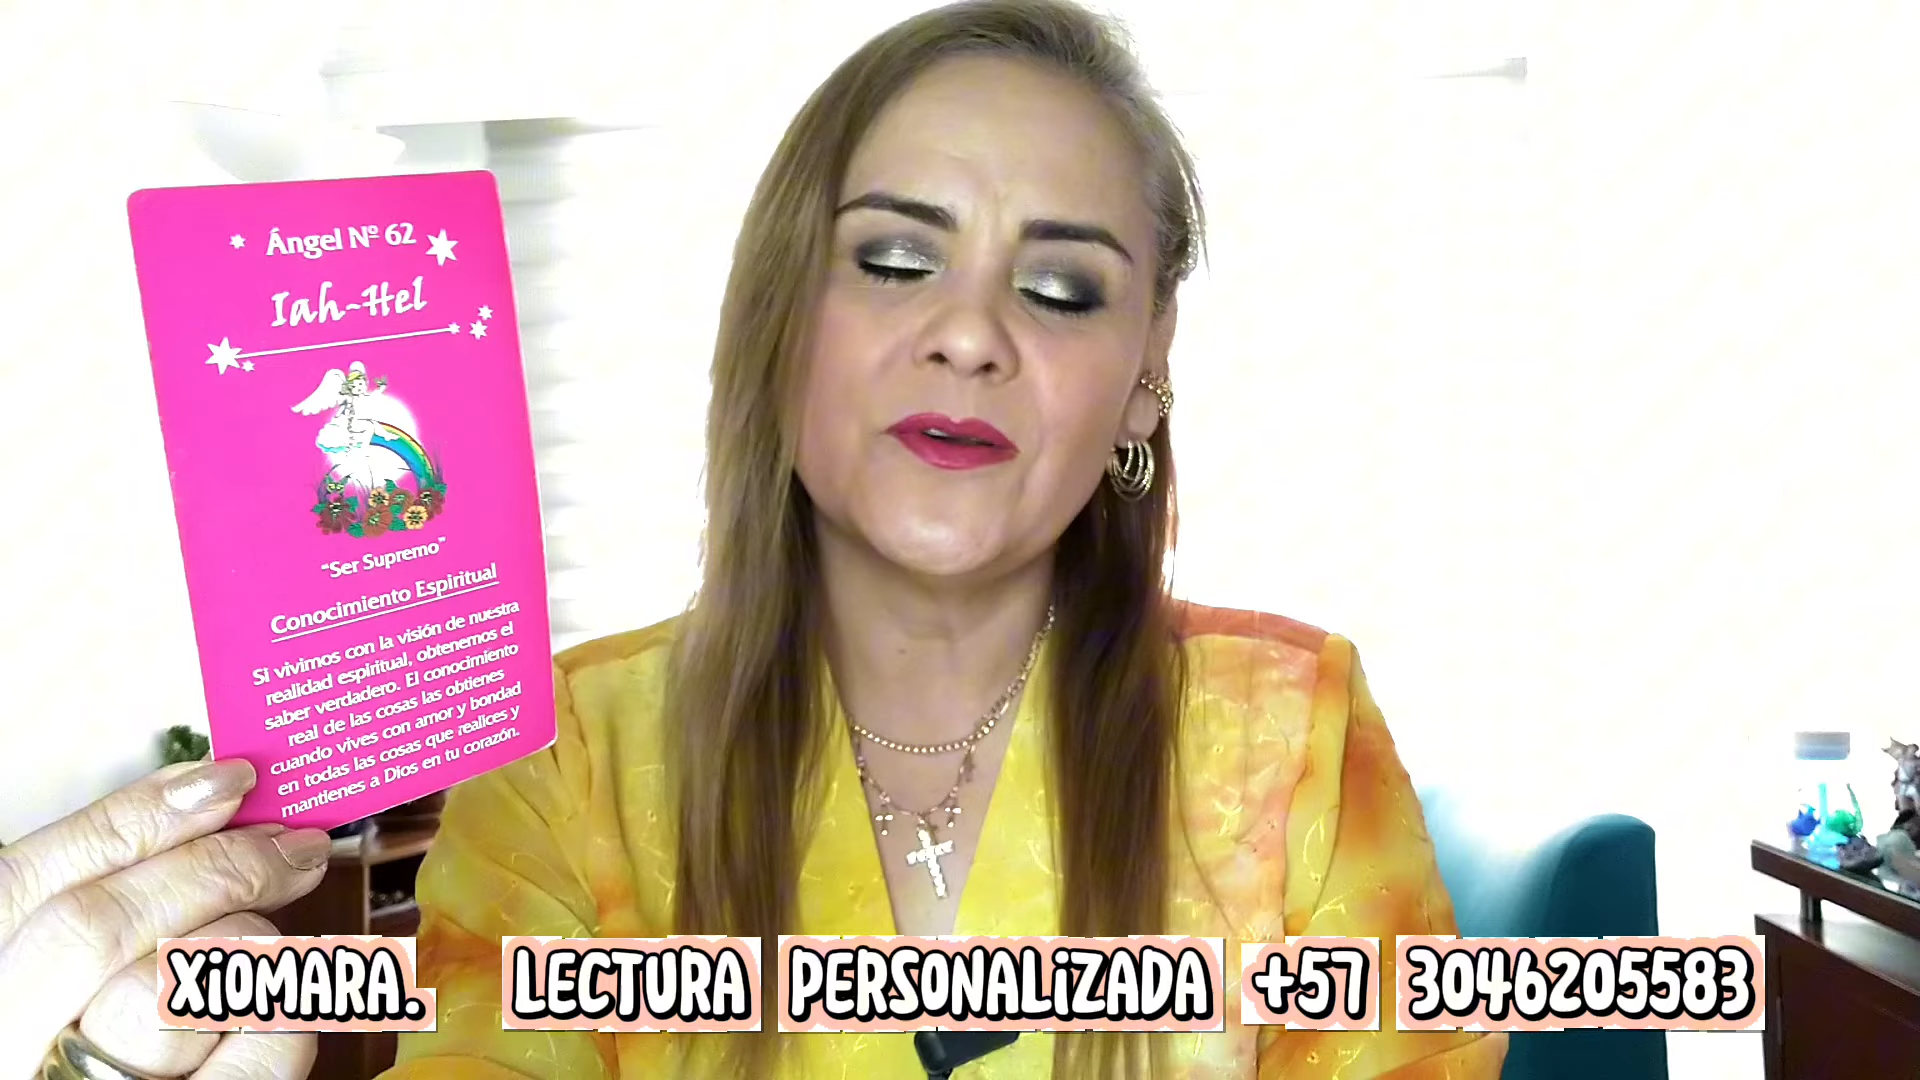 Ángel Nº 62
Iah-Hel
"Ser Supremo"
Conocimiento Espiritual
Si vivimos con la visión de nuestra
realidad espiritual, obtenemos el
saber verdadero. El conocimiento
real de las cosas las obtienes
cuando vives con amor y bondad
en todas las cosas que realices y
mantienes a Dios en tu corazón.
XiOMARA. LECTURA PERSONALiZADA +57 3046205583